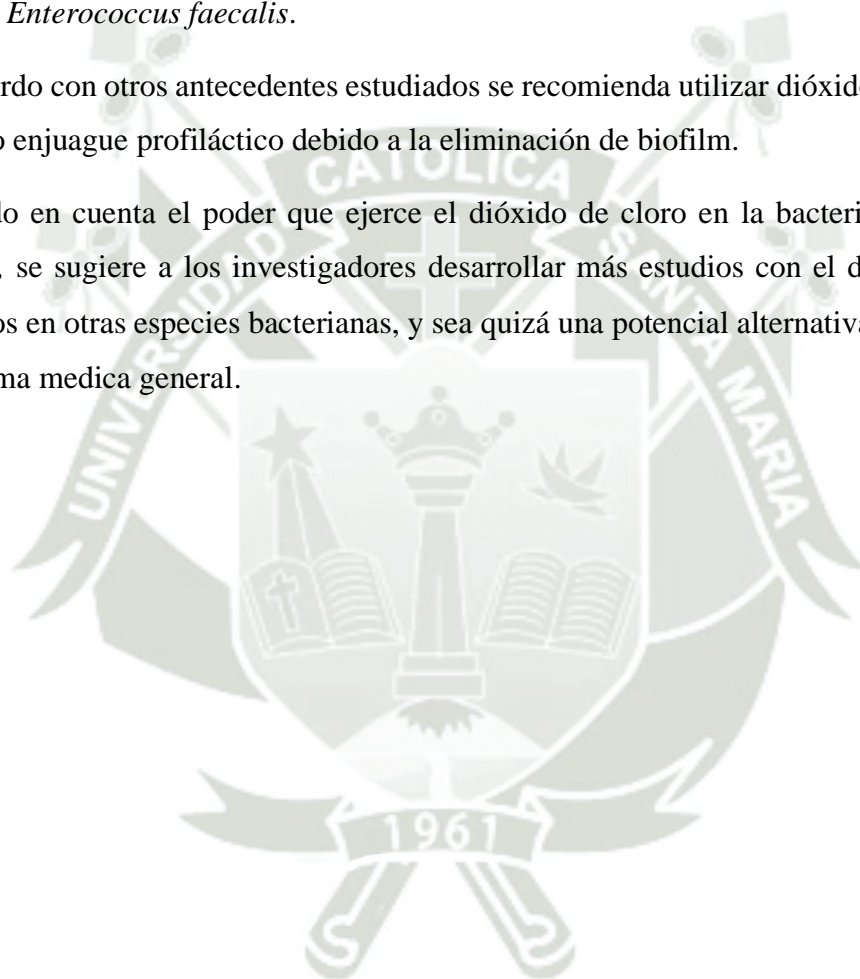 Enterococcus faecalis.
rdo con otros antecedentes estudiados se recomienda utilizar dióxido
o enjuague profiláctico debido a la eliminación de biofilm.
do en cuenta el poder que ejerce el dióxido de cloro en la bacteri
, se sugiere a los investigadores desarrollar más estudios con el d
os en otras especies bacterianas, y sea quizá una potencial alternativa
ma medica general.
UNIVERSIDAD CATOLICA SANTA MARIA
1961